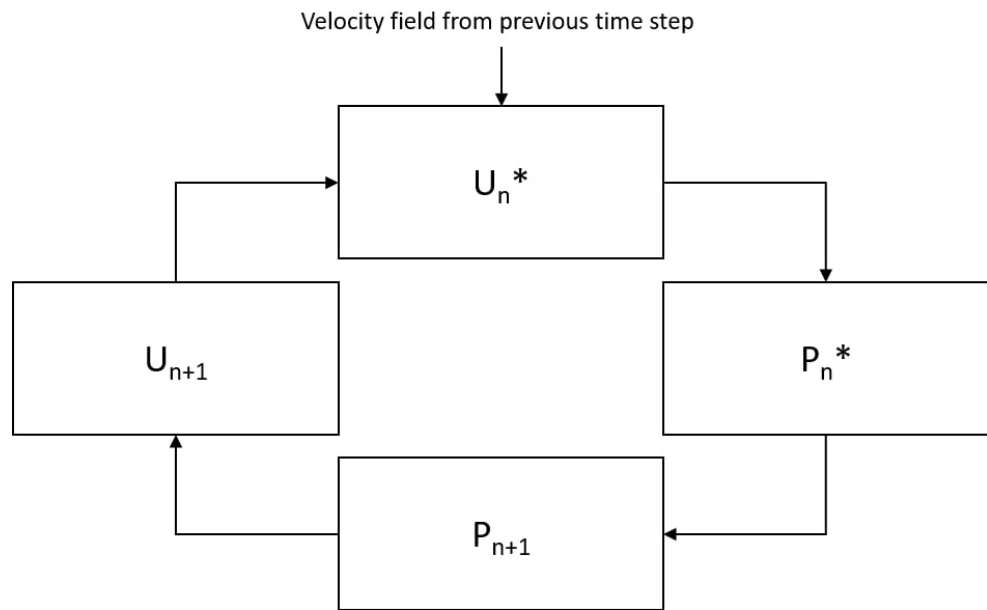 Velocity field from previous time step
Uₙ*
Uₙ₊₁
Pₙ*
Pₙ₊₁